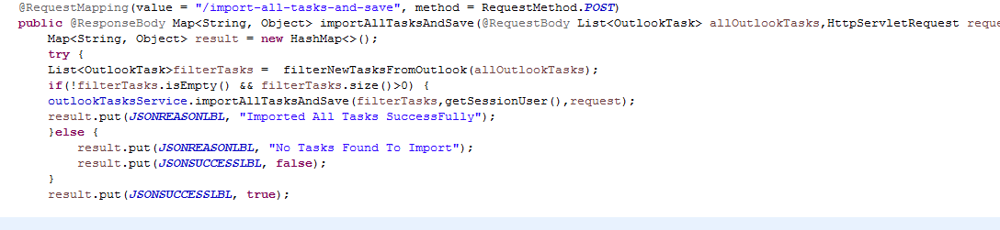 @RequestMapping(value = "/import-all-tasks-and-save", method = RequestMethod.POST)
public @ResponseBody Map<String, Object> importAllTasksAndSave(@RequestBody List<OutlookTask> allOutlookTasks,HttpServletRequest reque
Map<String, Object> result = new HashMap<>();
try {
List<OutlookTask>filterTasks =  filterNewTasksFromOutlook(allOutlookTasks);
if(!filterTasks.isEmpty() && filterTasks.size()>0) {
outlookTasksService.importAllTasksAndSave(filterTasks,getSessionUser(),request);
result.put(JSONREASONLBL, "Imported All Tasks SuccessFully");
}else {
result.put(JSONREASONLBL, "No Tasks Found To Import");
result.put(JSONSUCCESSLBL, false);
}
result.put(JSONSUCCESSLBL, true);